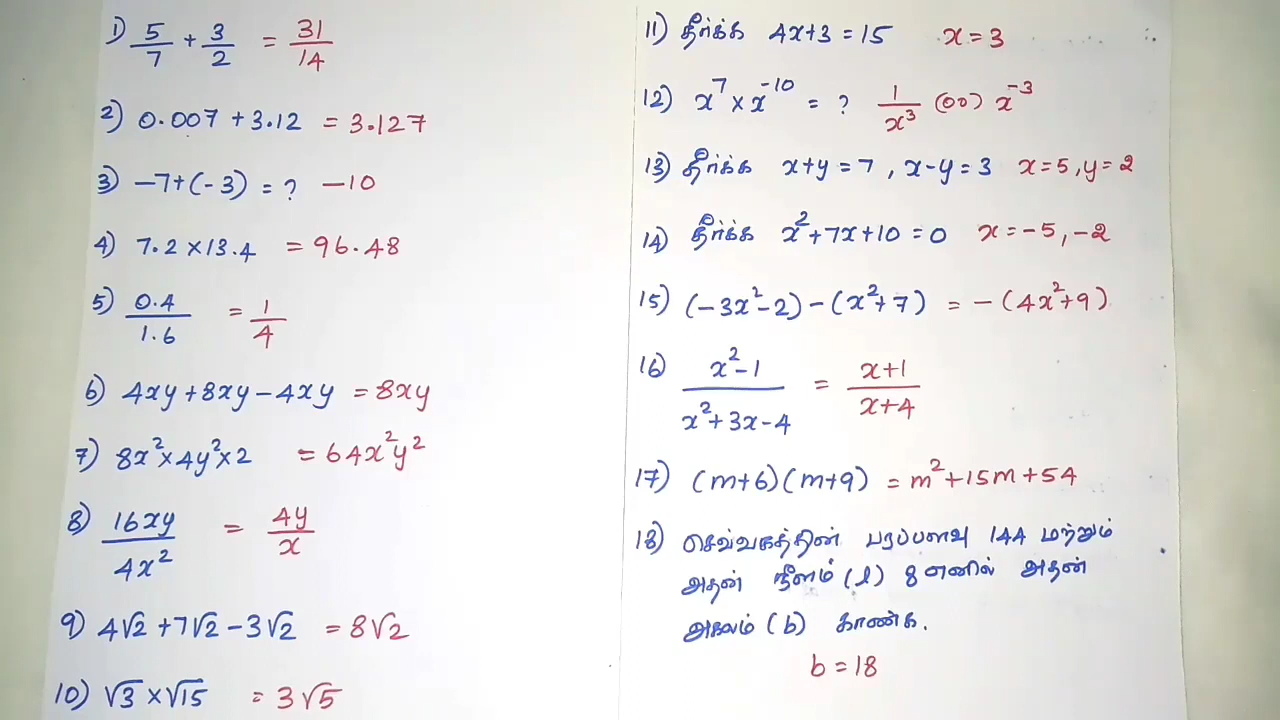 1) 5/7 + 3/2 = 31/14
2) 0.007 + 3.12 = 3.127
3) −7+(−3) = ? −10
4) 7.2 × 13.4 = 96.48
5) 0.4/1.6 = 1/4
6) 4xy + 8xy − 4xy = 8xy
7) 8x² × 4y² × 2 = 64x²y²
8) 16xy/4x² = 4y/x
9) 4√2 + 7√2 − 3√2 = 8√2
10) √3 × √15 = 3√5
11) தீர்க்க 4x+3 = 15 x = 3
12) x⁷ × x⁻¹⁰ = ? 1/x³ (or) x⁻³
13) தீர்க்க x+y = 7 , x−y = 3 x=5, y=2
14) தீர்க்க x²+7x+10 = 0 x = −5, −2
15) (−3x²−2) − (x²+7) = −(4x²+9)
16) x²−1/x²+3x−4 = x+1/x+4
17) (m+6)(m+9) = m²+15m+54
18) செவ்வகத்தின் பரப்பளவு 144 மற்றும்
அதன் நீளம் (l) 8 எனில் அதன்
அகலம் (b) காண்க.
b = 18